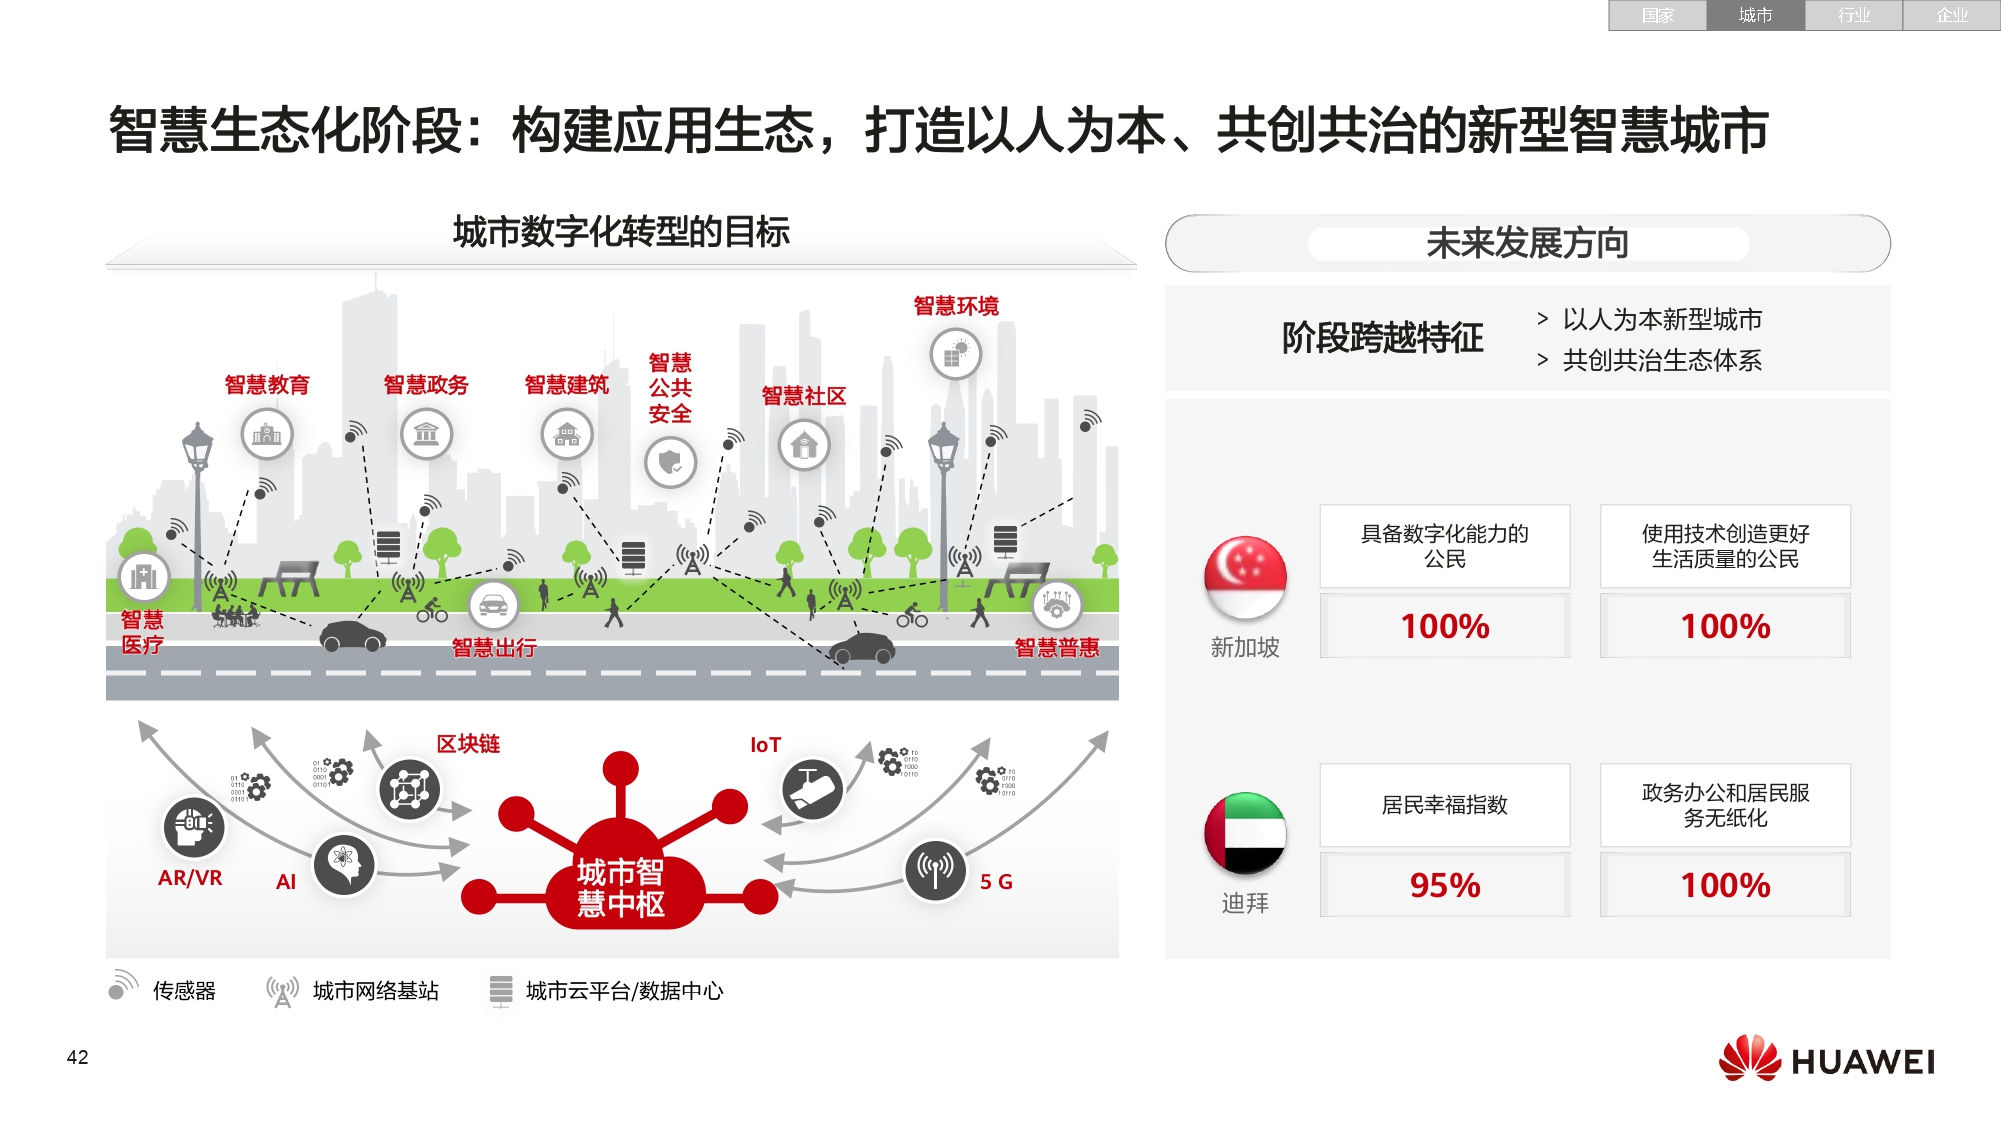 国家
城市
行业
企业
智慧生态化阶段：构建应用生态，打造以人为本、共创共治的新型智慧城市
城市数字化转型的目标
智慧环境
智慧
公共
安全
智慧教育
智慧政务
智慧建筑
智慧社区
智慧
医疗
智慧出行
智慧普惠
区块链
IoT
AR/VR
AI
5 G
城市智
慧中枢
传感器
城市网络基站
城市云平台/数据中心
未来发展方向
阶段跨越特征
> 以人为本新型城市
> 共创共治生态体系
具备数字化能力的
公民
100%
使用技术创造更好
生活质量的公民
100%
新加坡
居民幸福指数
95%
政务办公和居民服
务无纸化
100%
迪拜
42
HUAWEI